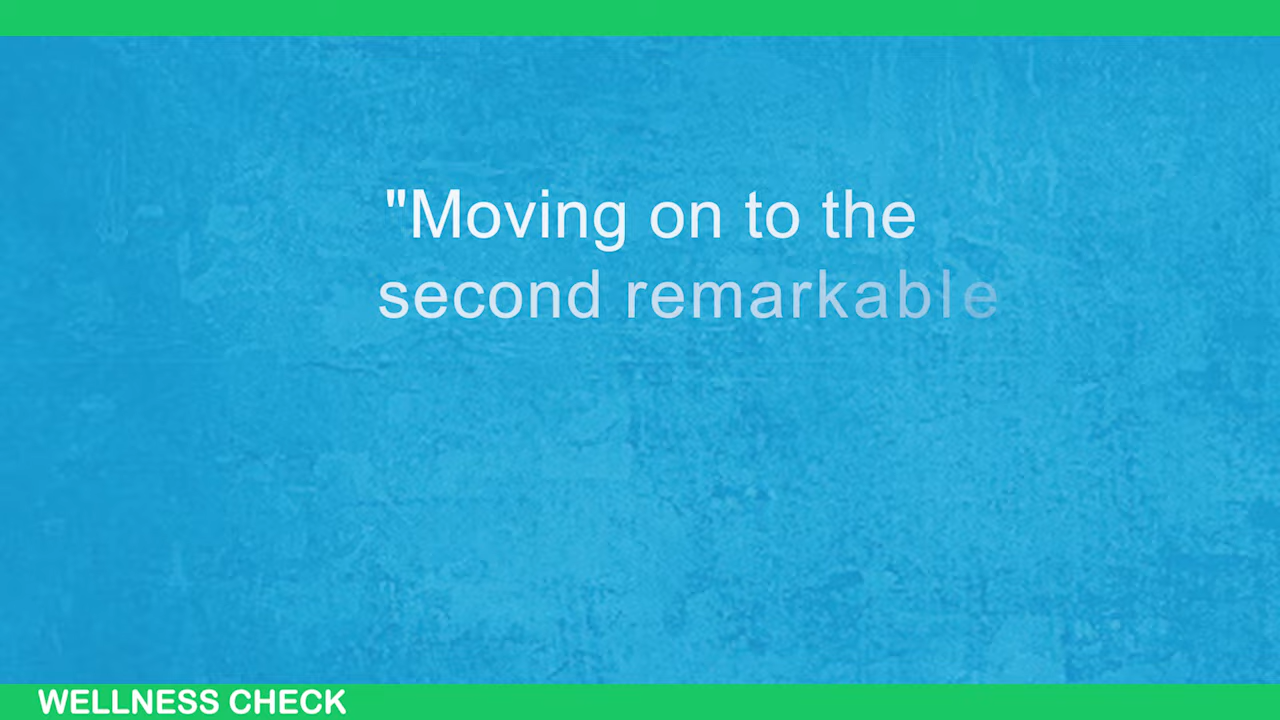 "Moving on to the
second remarkable
WELLNESS CHECK